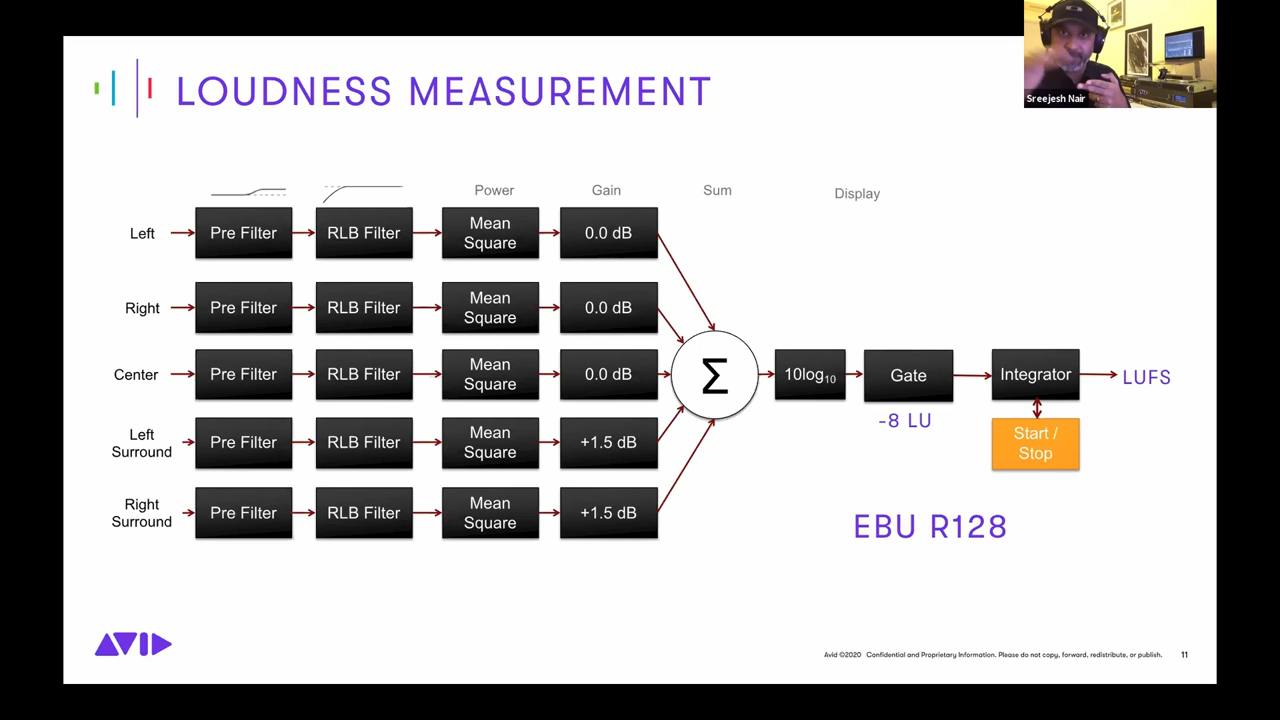 LOUDNESS MEASUREMENT
Sreejesh Nair
Power
Gain
Sum
Display
Left
Pre Filter
RLB Filter
Mean
Square
0.0 dB
Right
Pre Filter
RLB Filter
Mean
Square
0.0 dB
Center
Pre Filter
RLB Filter
Mean
Square
0.0 dB
Σ
10log10
Gate
Integrator
LUFS
-8 LU
Start /
Stop
Left
Surround
Pre Filter
RLB Filter
Mean
Square
+1.5 dB
Right
Surround
Pre Filter
RLB Filter
Mean
Square
+1.5 dB
EBU R128
AVID
Avid ©2020 Confidential and Proprietary Information. Please do not copy, forward, redistribute, or publish.
11